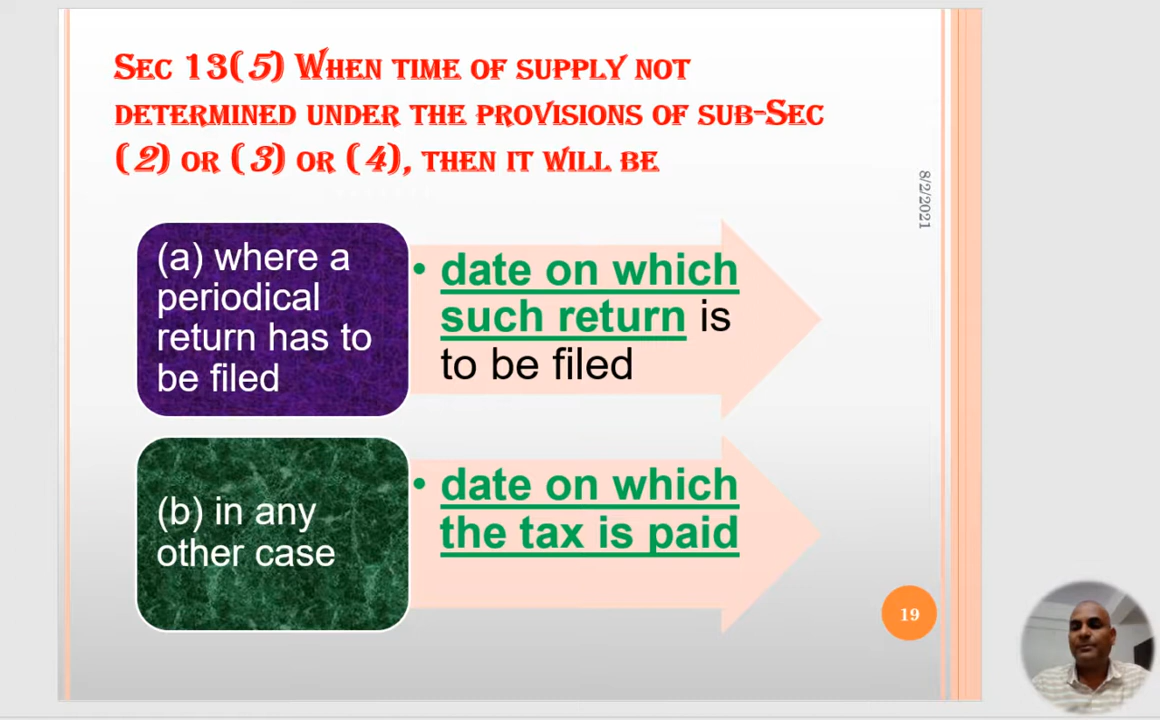 Sec 13(5) When time of supply not
determined under the provisions of sub-Sec
(2) or (3) or (4), then it will be
8/2/2021
(a) where a
periodical
return has to
be filed
• date on which
such return is
to be filed
(b) in any
other case
• date on which
the tax is paid
19